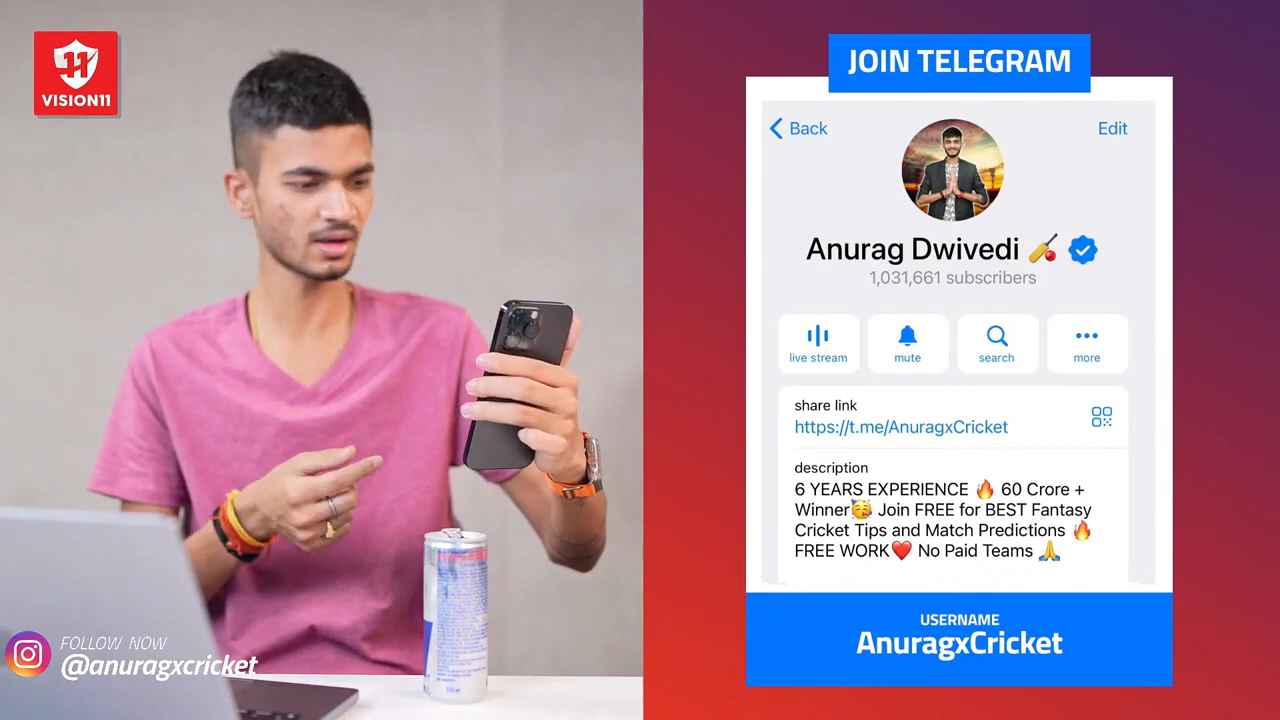 11
VISION11
FOLLOW NOW
@anuragxcricket
JOIN TELEGRAM
Back
Edit
Anurag Dwivedi 🏏
1,031,661 subscribers
live stream
mute
search
more
share link
https://t.me/AnuragxCricket
description
6 YEARS EXPERIENCE 🔥 60 Crore +
Winner🥳 Join FREE for BEST Fantasy
Cricket Tips and Match Predictions 🔥
FREE WORK❤️ No Paid Teams 🙏
USERNAME
AnuragxCricket